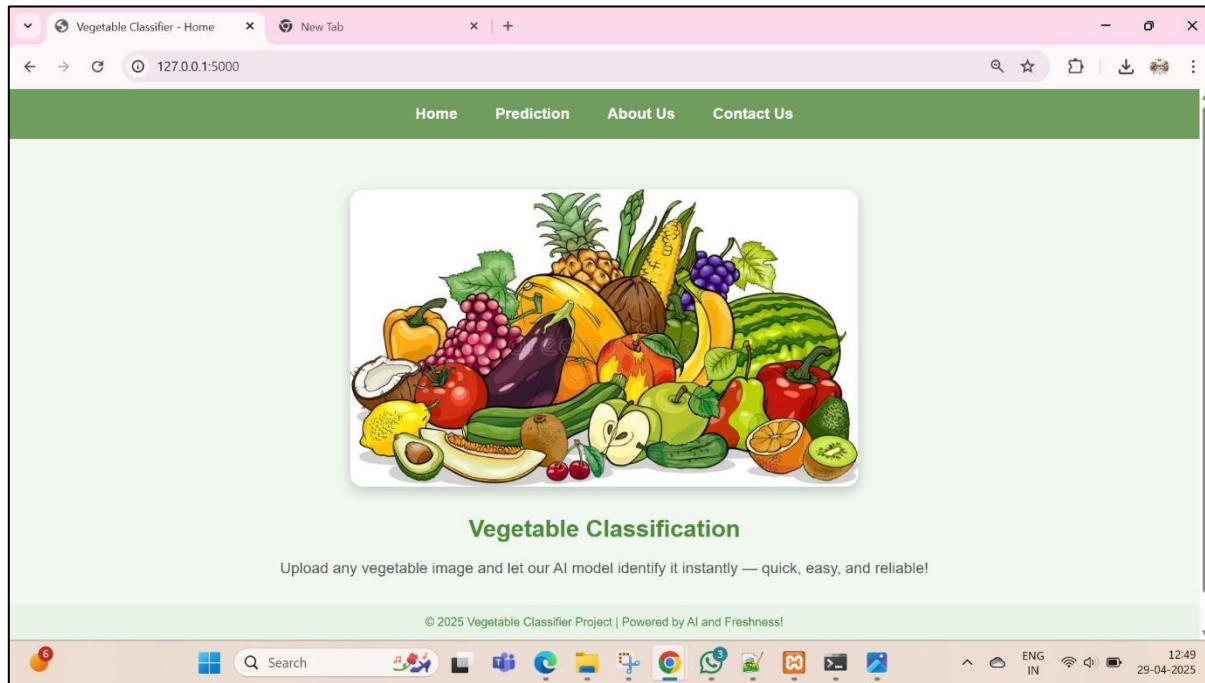 Vegetable Classifier - Home
New Tab
127.0.0.1:5000
Home Prediction About Us Contact Us
Vegetable Classification
Upload any vegetable image and let our AI model identify it instantly — quick, easy, and reliable!
© 2025 Vegetable Classifier Project | Powered by AI and Freshness!
6
Search
3
ENG
IN
12:49
29-04-2025